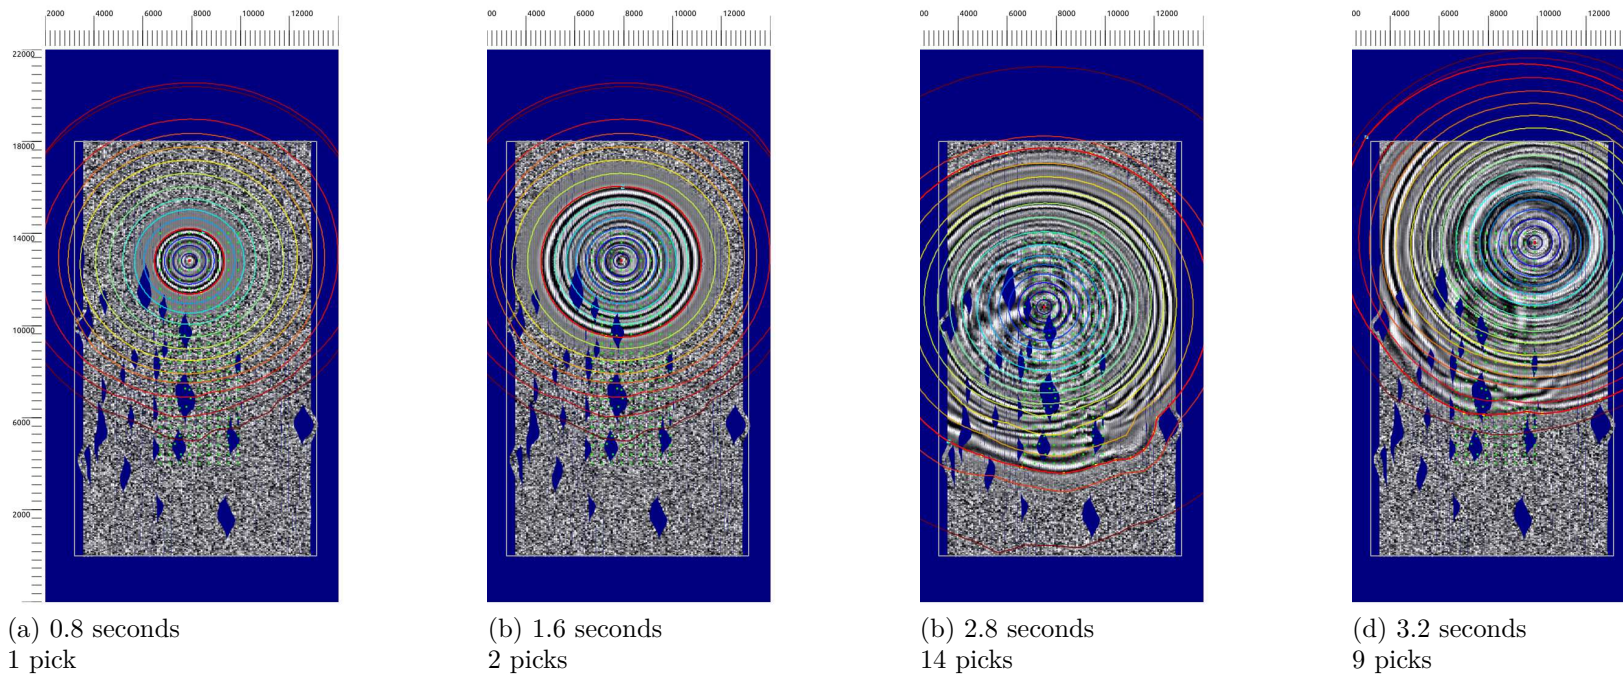 2000 4000 6000 8000 10000 12000
00 4000 6000 8000 10000 12000
00 4000 6000 8000 10000 12000
00 4000 6000 8000 10000 12000
22000
18000
14000
10000
6000
2000
(a) 0.8 seconds
1 pick
(b) 1.6 seconds
2 picks
(b) 2.8 seconds
14 picks
(d) 3.2 seconds
9 picks